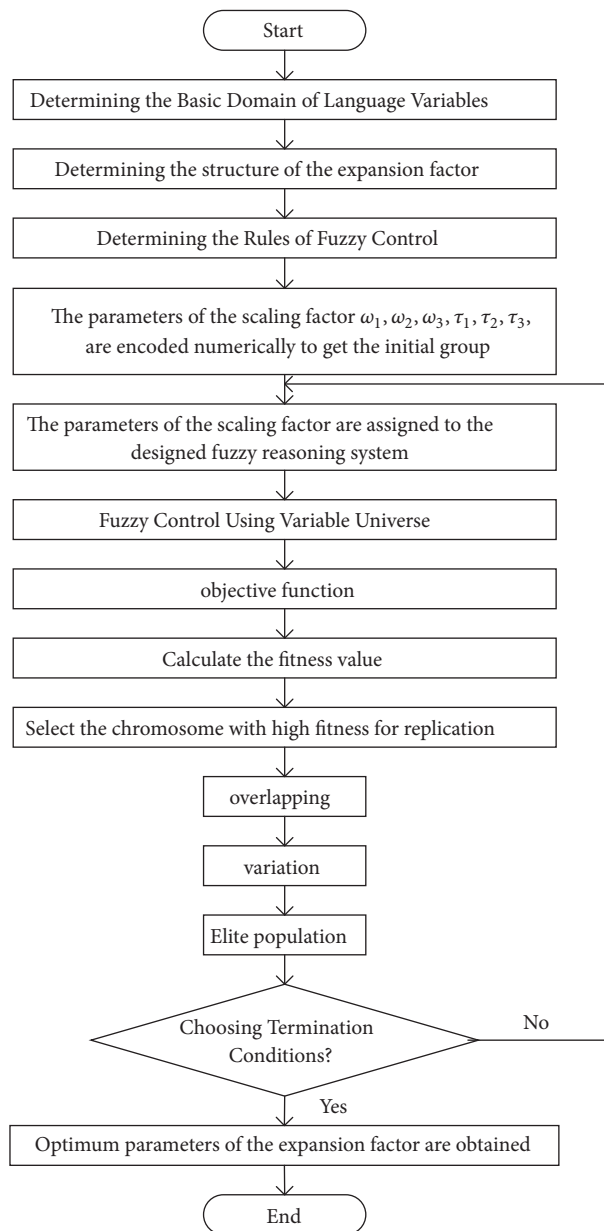 Start
Determining the Basic Domain of Language Variables
Determining the structure of the expansion factor
Determining the Rules of Fuzzy Control
The parameters of the scaling factor ω1, ω2, ω3, τ1, τ2, τ3,
are encoded numerically to get the initial group
The parameters of the scaling factor are assigned to the
designed fuzzy reasoning system
Fuzzy Control Using Variable Universe
objective function
Calculate the fitness value
Select the chromosome with high fitness for replication
overlapping
variation
Elite population
Choosing Termination
Conditions?
No
Yes
Optimum parameters of the expansion factor are obtained
End